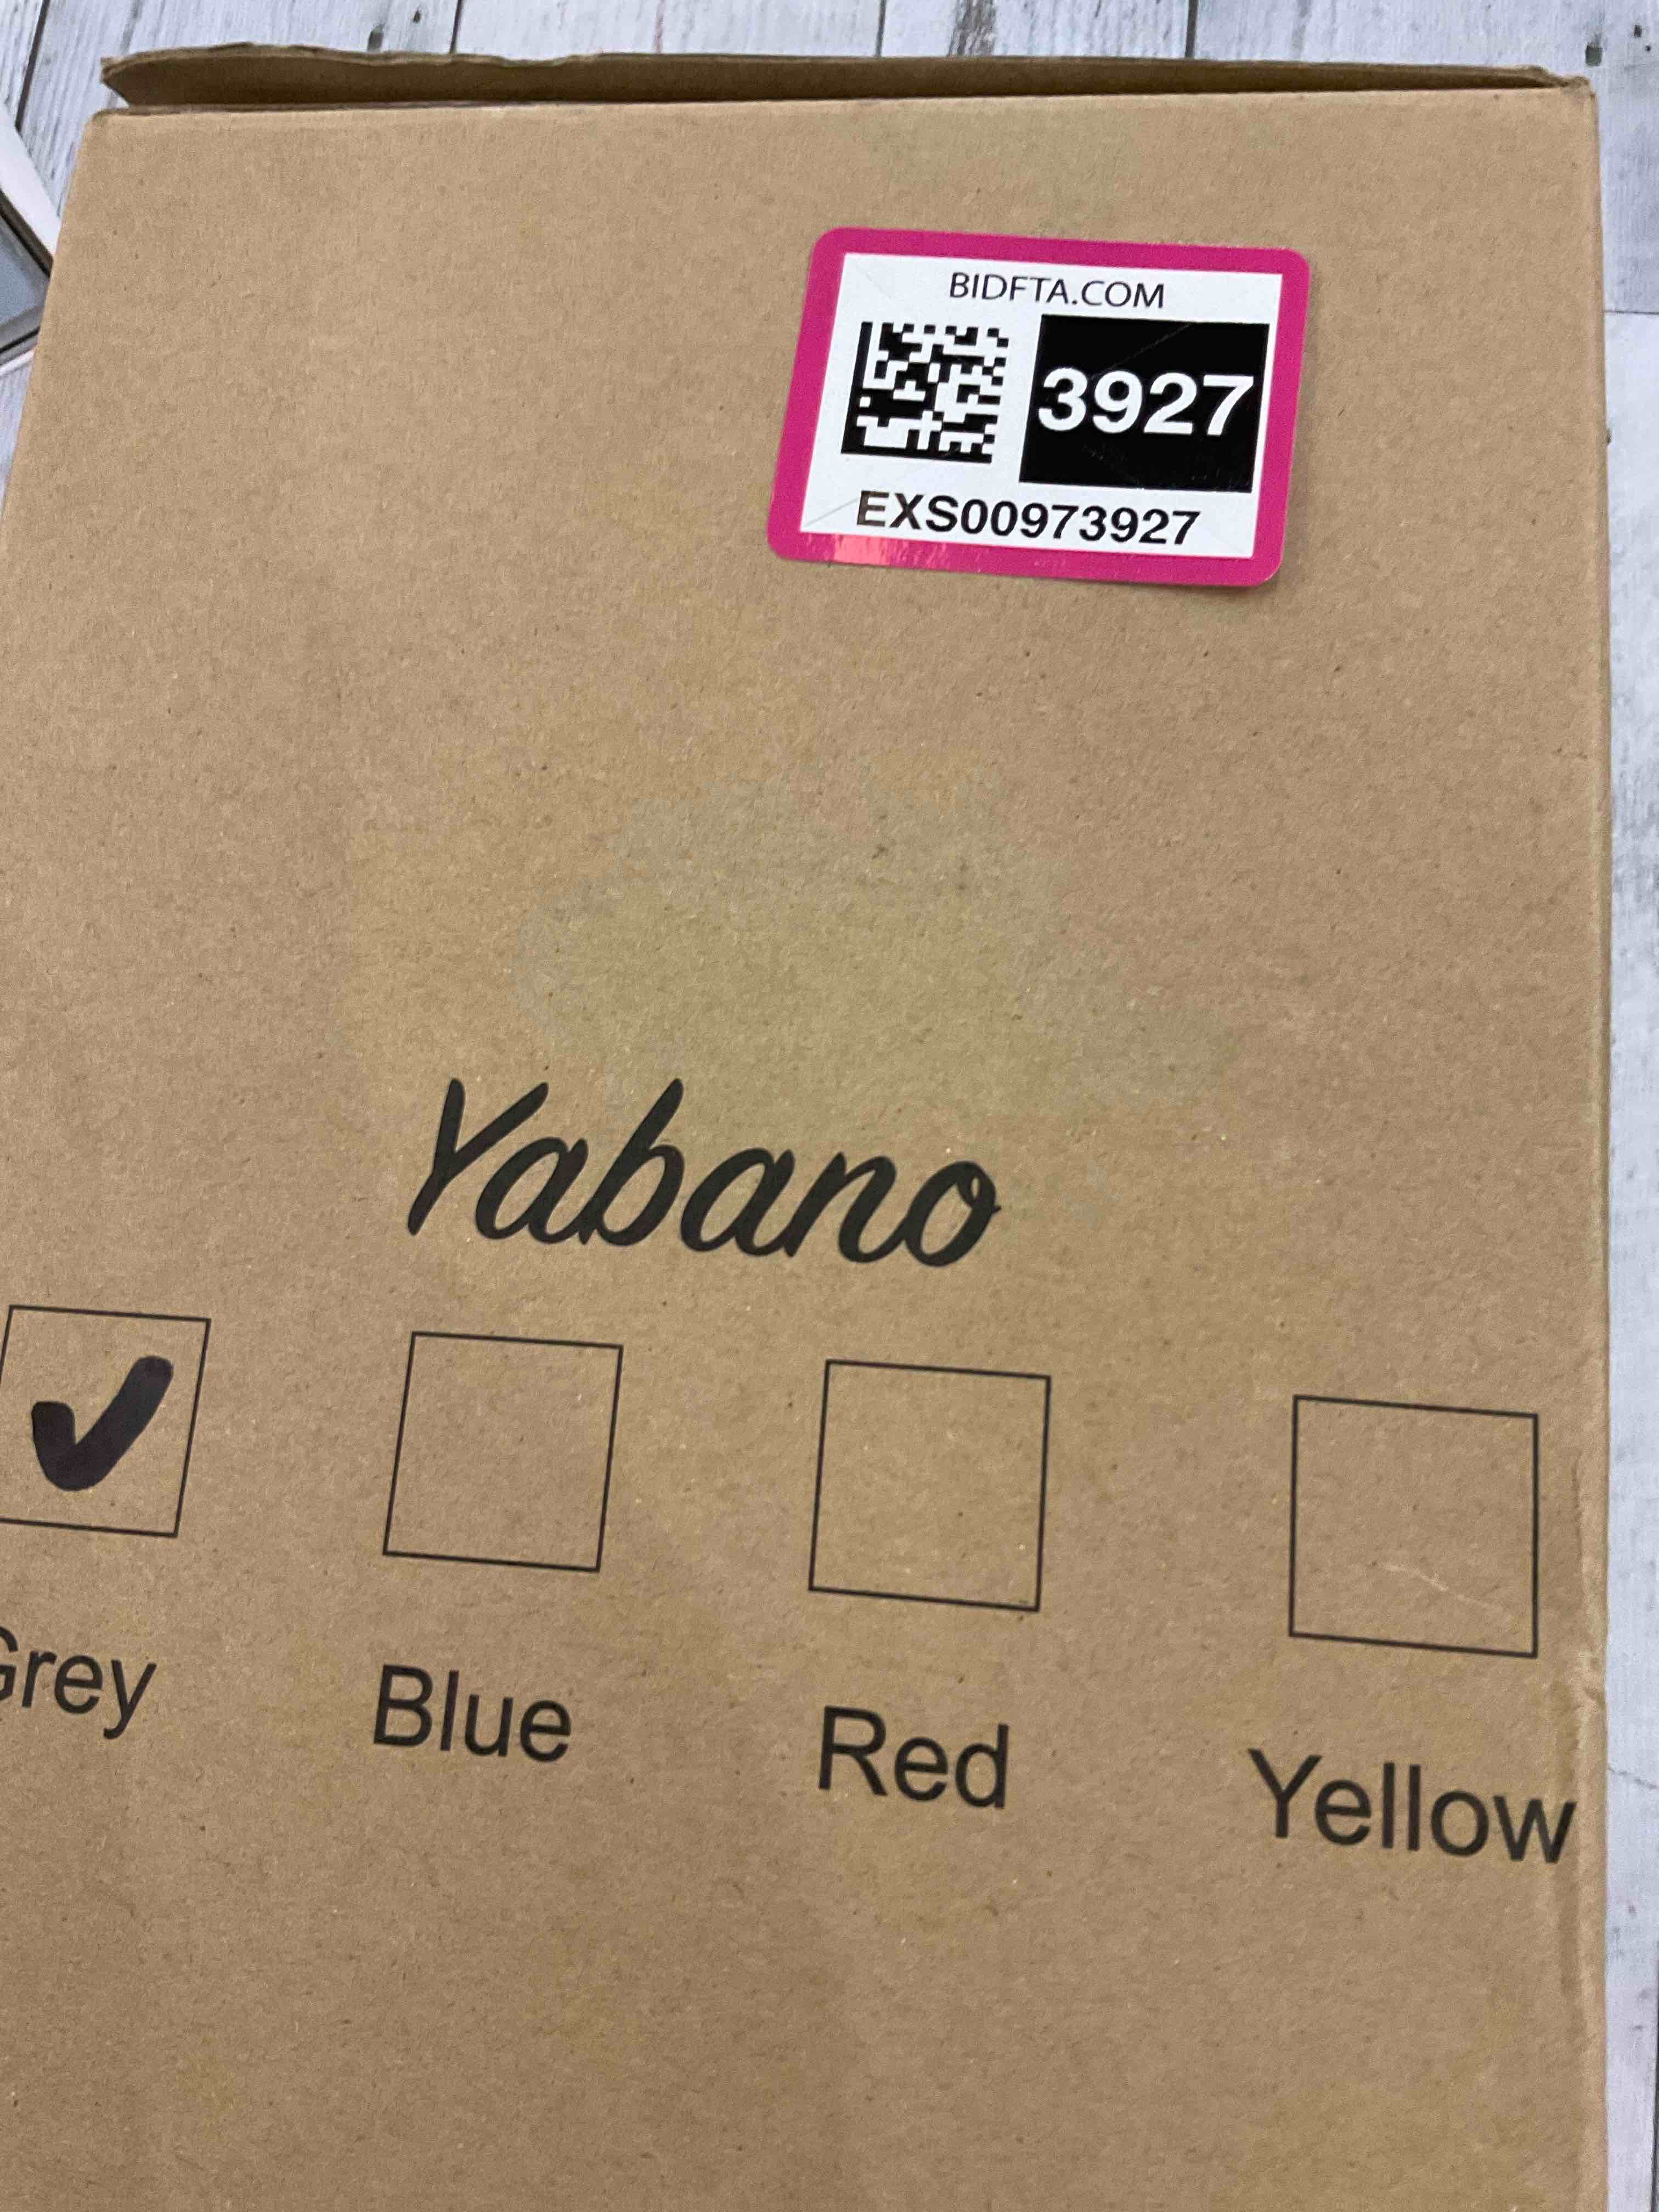 BIDFTA.COM
3927
EXS00973927
Yabano
Grey Blue Red Yellow